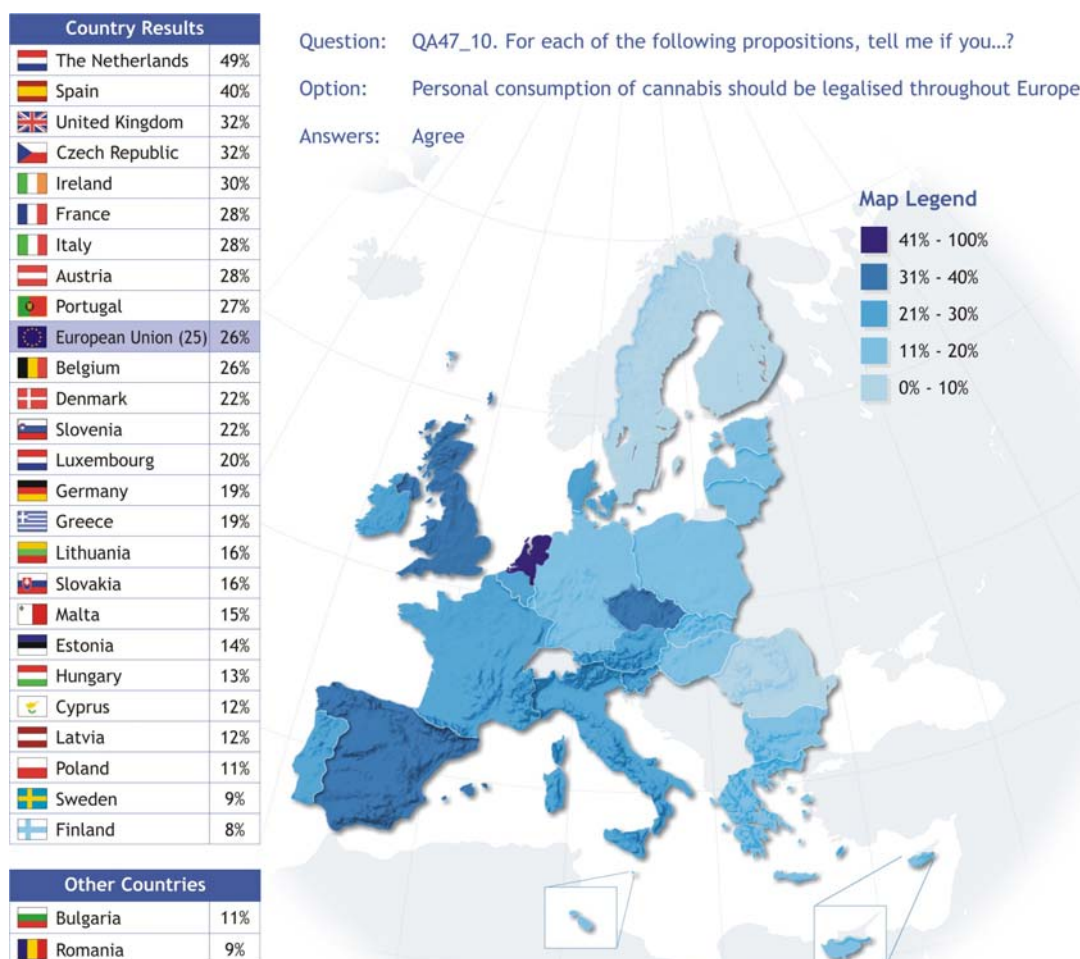 Country Results
The Netherlands 49%
Spain 40%
United Kingdom 32%
Czech Republic 32%
Ireland 30%
France 28%
Italy 28%
Austria 28%
Portugal 27%
European Union (25) 26%
Belgium 26%
Denmark 22%
Slovenia 22%
Luxembourg 20%
Germany 19%
Greece 19%
Lithuania 16%
Slovakia 16%
Malta 15%
Estonia 14%
Hungary 13%
Cyprus 12%
Latvia 12%
Poland 11%
Sweden 9%
Finland 8%
Other Countries
Bulgaria 11%
Romania 9%
Question: QA47_10. For each of the following propositions, tell me if you...?
Option: Personal consumption of cannabis should be legalised throughout Europe
Answers: Agree
Map Legend
41% - 100%
31% - 40%
21% - 30%
11% - 20%
0% - 10%